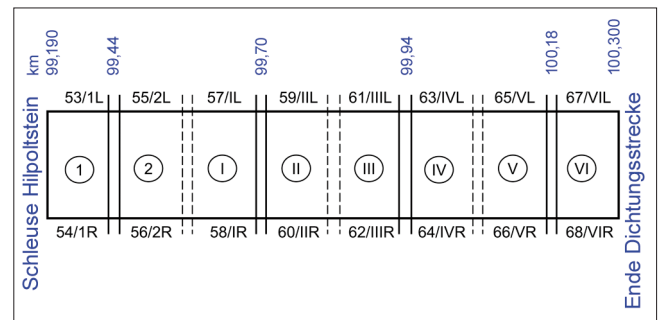 km
99,190
99,44
99,70
99,94
100,18
100,300
Schleuse Hilpoltstein
53/1L 55/2L 57/IL 59/IIL 61/IIIL 63/IVL 65/VL 67/VIL
1 2 I II III IV V VI
54/1R 56/2R 58/IR 60/IIR 62/IIIR 64/IVR 66/VR 68/VIR
Ende Dichtungsstrecke